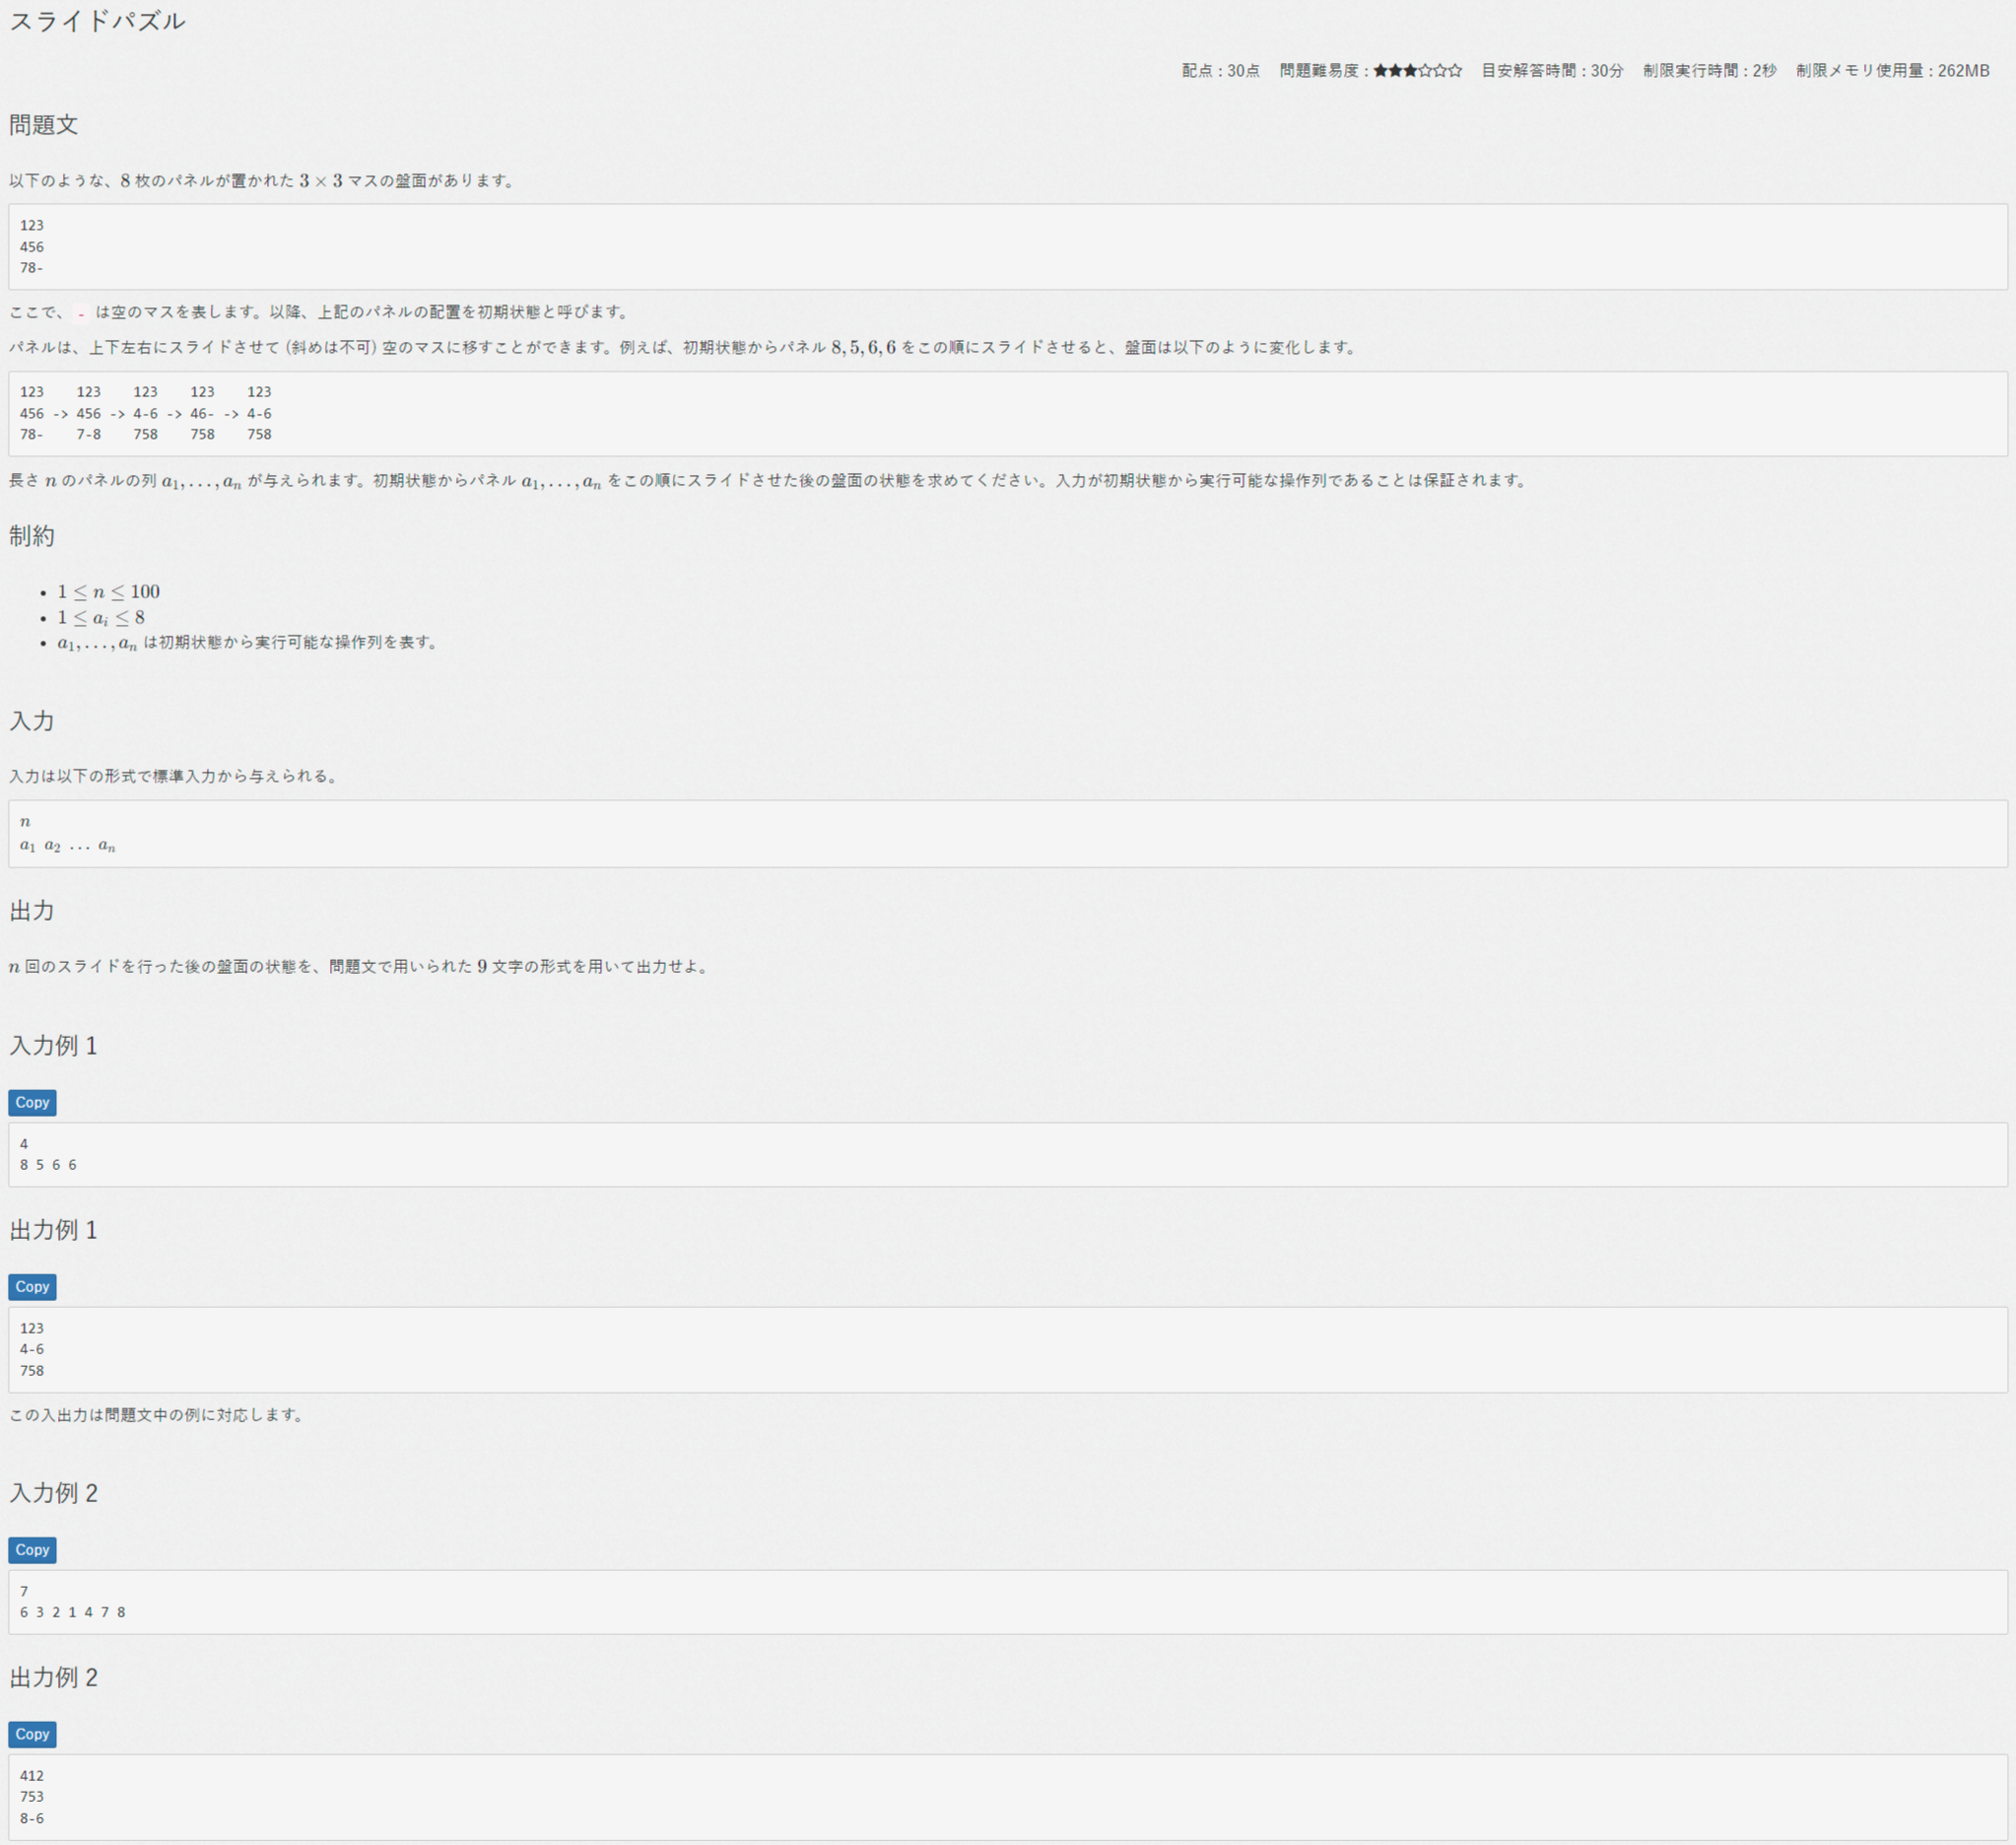 スライドパズル
配点 : 30点 問題難易度 : ★★★☆☆☆ 目安解答時間 : 30分 制限実行時間 : 2秒 制限メモリ使用量 : 262MB
問題文
以下のような、8 枚のパネルが置かれた 3 × 3 マスの盤面があります。
123
456
78-
ここで、 - は空のマスを表します。以降、上記のパネルの配置を初期状態と呼びます。
パネルは、上下左右にスライドさせて (斜めは不可) 空のマスに移すことができます。例えば、初期状態からパネル 8, 5, 6, 6 をこの順にスライドさせると、盤面は以下のように変化します。
123    123    123    123    123
456 -> 456 -> 4-6 -> 46- -> 4-6
78-    7-8    758    758    758
長さ n のパネルの列 a₁, . . . , aₙ が与えられます。初期状態からパネル a₁, . . . , aₙ をこの順にスライドさせた後の盤面の状態を求めてください。入力が初期状態から実行可能な操作列であることは保証されます。
制約
• 1 ≤ n ≤ 100
• 1 ≤ aᵢ ≤ 8
• a₁, . . . , aₙ は初期状態から実行可能な操作列を表す。
入力
入力は以下の形式で標準入力から与えられる。
n
a₁ a₂ … aₙ
出力
n 回のスライドを行った後の盤面の状態を、問題文で用いられた 9 文字の形式を用いて出力せよ。
入力例 1
Copy
4
8 5 6 6
出力例 1
Copy
123
4-6
758
この入出力は問題文中の例に対応します。
入力例 2
Copy
7
6 3 2 1 4 7 8
出力例 2
Copy
412
753
8-6